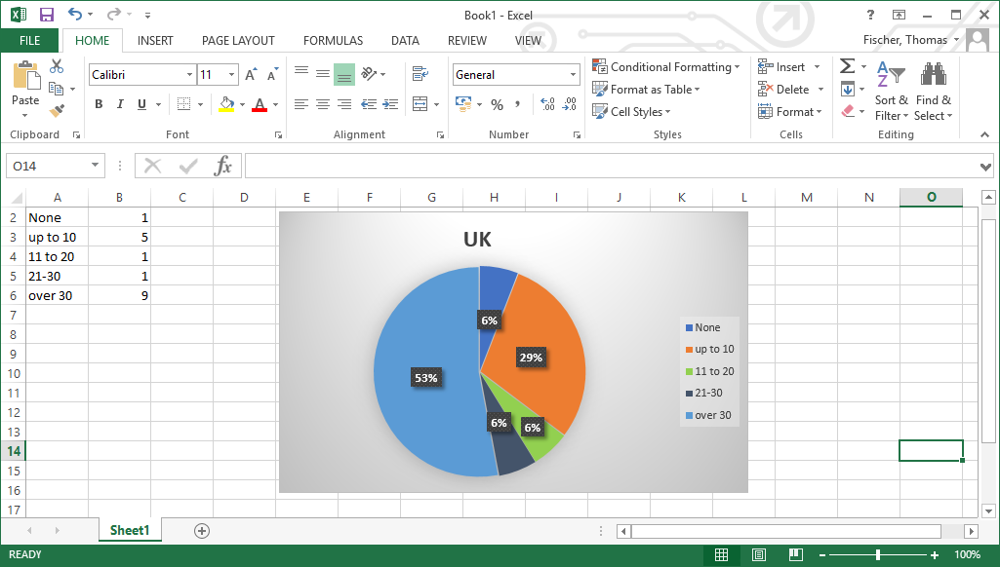 Book1 - Excel
?
FILE HOME INSERT PAGE LAYOUT FORMULAS DATA REVIEW VIEW Fischer, Thomas
Paste
Clipboard
Calibri 11
B I U A
Font
Alignment
General
% ,
Number
Conditional Formatting
Format as Table
Cell Styles
Styles
Insert
Delete
Format
Cells
Sort & Filter
Find & Select
Editing
O14 fx
A B C D E F G H I J K L M N O
2 None 1
3 up to 10 5
4 11 to 20 1
5 21-30 1
6 over 30 9
7
8
9
10
11
12
13
14
15
16
17
UK
6%
29%
53%
6%
6%
None
up to 10
11 to 20
21-30
over 30
Sheet1
READY 100%